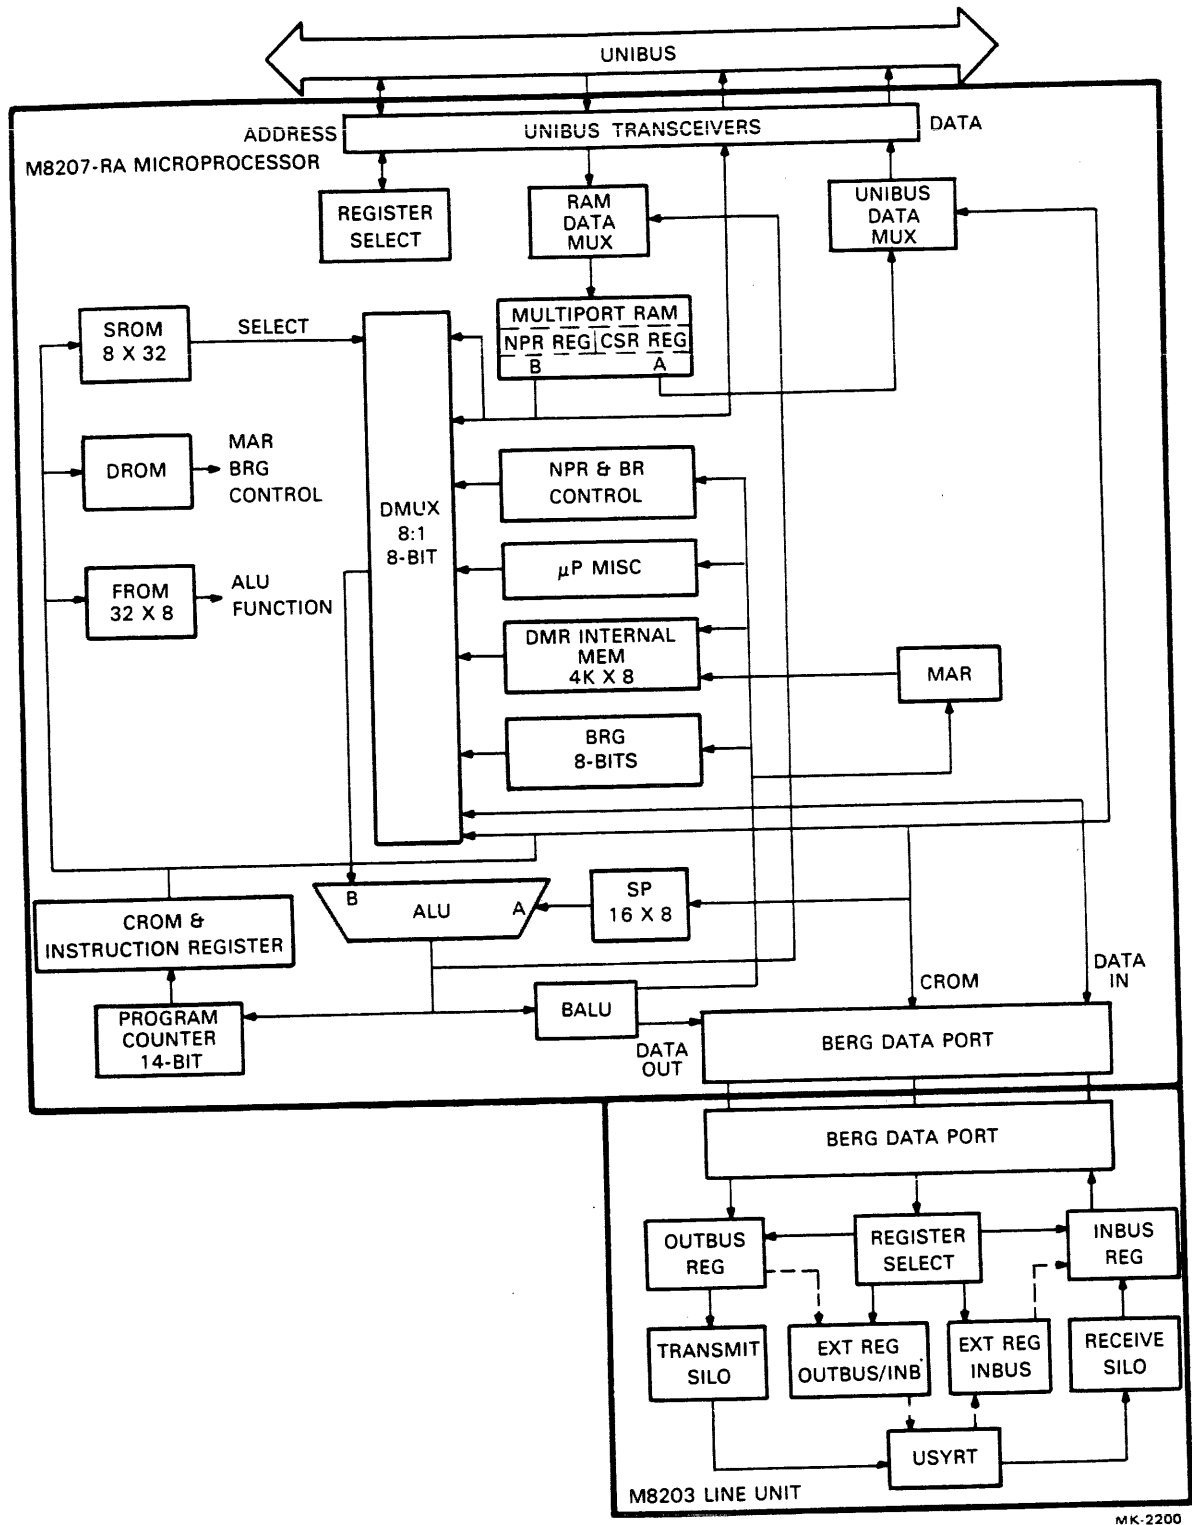 UNIBUS
ADDRESS
UNIBUS TRANSCEIVERS
DATA
M8207-RA MICROPROCESSOR
REGISTER
SELECT
RAM
DATA
MUX
UNIBUS
DATA
MUX
SROM
8 X 32
SELECT
MULTIPORT RAM
NPR REG
CSR REG
B
A
DROM
MAR
BRG
CONTROL
DMUX
8:1
8-BIT
NPR & BR
CONTROL
FROM
32 X 8
ALU
FUNCTION
μP MISC
DMR INTERNAL
MEM
4K X 8
MAR
BRG
8-BITS
B
ALU
A
SP
16 X 8
CROM &
INSTRUCTION REGISTER
CROM
DATA
IN
PROGRAM
COUNTER
14-BIT
BALU
DATA
OUT
BERG DATA PORT
BERG DATA PORT
OUTBUS
REG
REGISTER
SELECT
INBUS
REG
TRANSMIT
SILO
EXT REG
OUTBUS/INB
EXT REG
INBUS
RECEIVE
SILO
USYRT
M8203 LINE UNIT
MK-2200